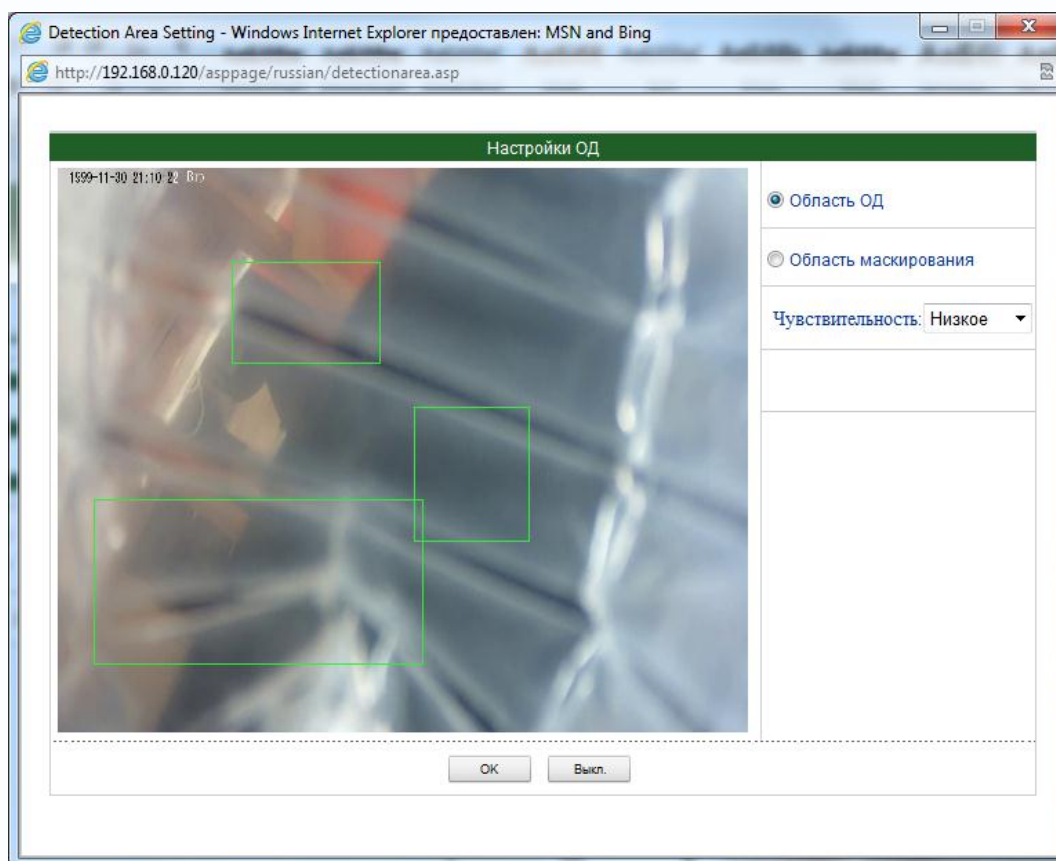 Detection Area Setting - Windows Internet Explorer предоставлен: MSN and Bing
http://192.168.0.120/asppage/russian/detectionarea.asp
Настройки ОД
1999-11-30 21:10:22
Область ОД
Область маскирования
Чувствительность: Низкое
OK
Выкл.